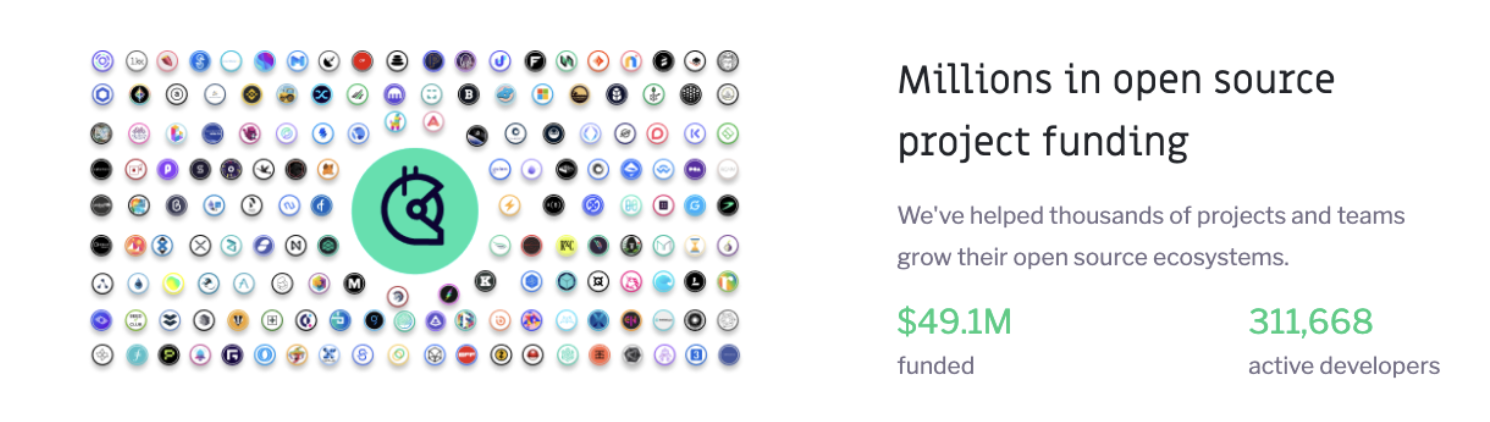 Millions in open source
project funding
We've helped thousands of projects and teams
grow their open source ecosystems.
$49.1M
311,668
funded
active developers